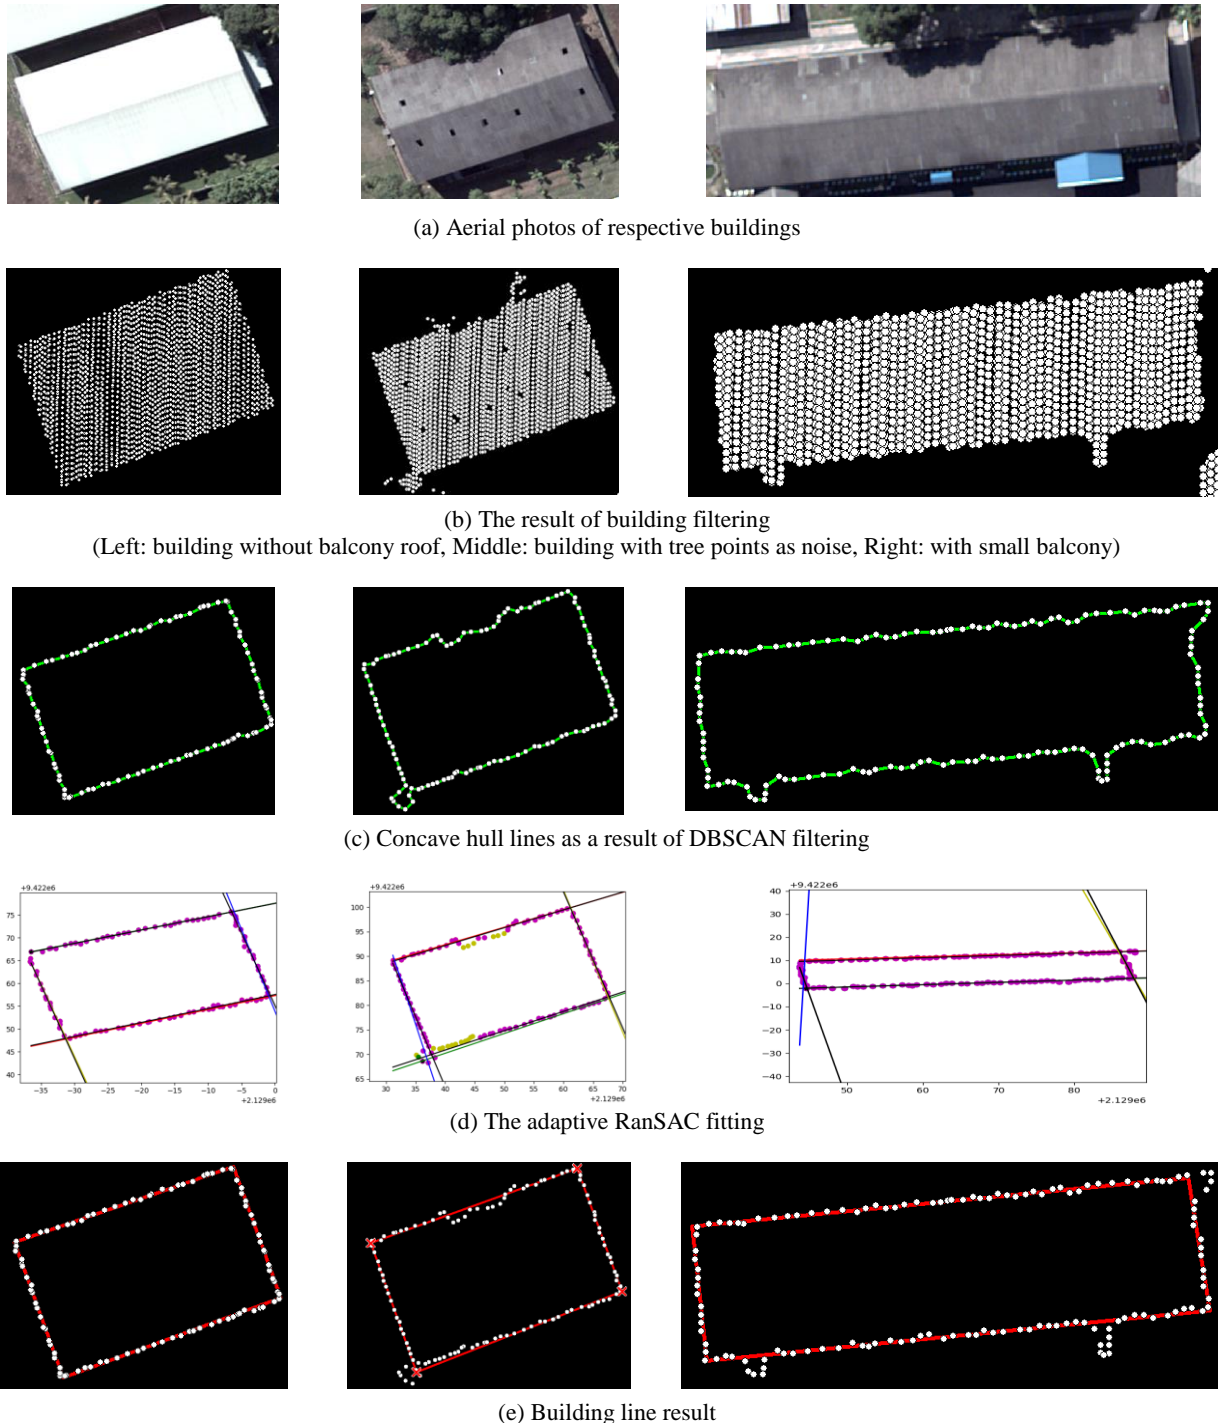 (a) Aerial photos of respective buildings
(b) The result of building filtering
(Left: building without balcony roof, Middle: building with tree points as noise, Right: with small balcony)
(c) Concave hull lines as a result of DBSCAN filtering
+9.422e6
75
70
65
60
55
50
45
40
−35 −30 −25 −20 −15 −10 −5 0
+2.129e6
+9.422e6
100
95
90
85
80
75
70
65
30 35 40 45 50 55 60 65 70
+2.129e6
+9.422e6
40
30
20
10
0
−10
−20
−30
−40
50 60 70 80
+2.129e6
(d) The adaptive RanSAC fitting
(e) Building line result